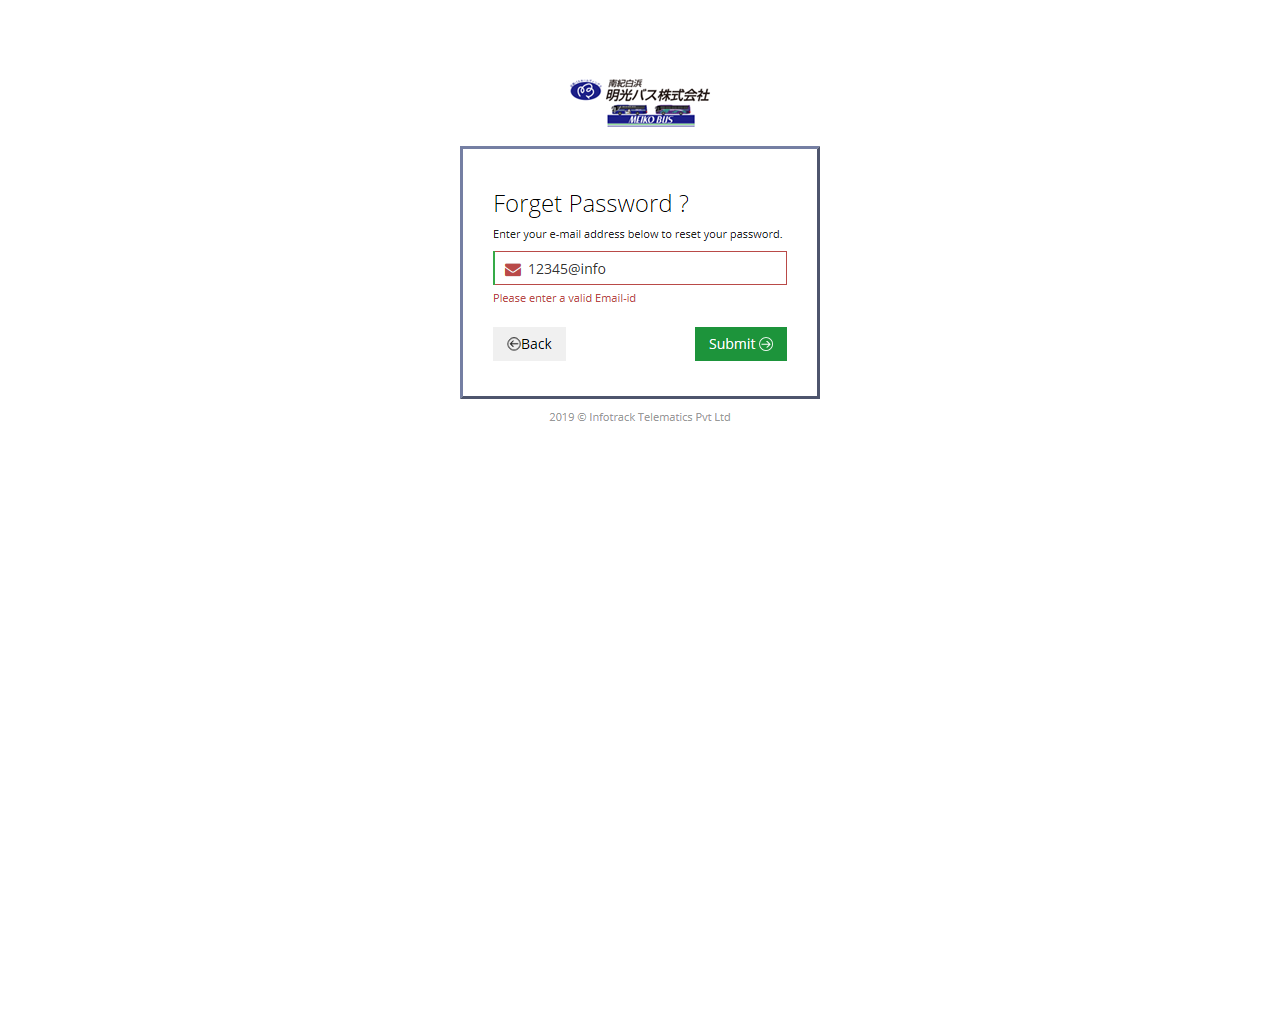 南紀白浜
明光バス株式会社
MEIKO BUS
Forget Password ?
Enter your e-mail address below to reset your password.
12345@info
Please enter a valid Email-id
Back
Submit
2019 © Infotrack Telematics Pvt Ltd